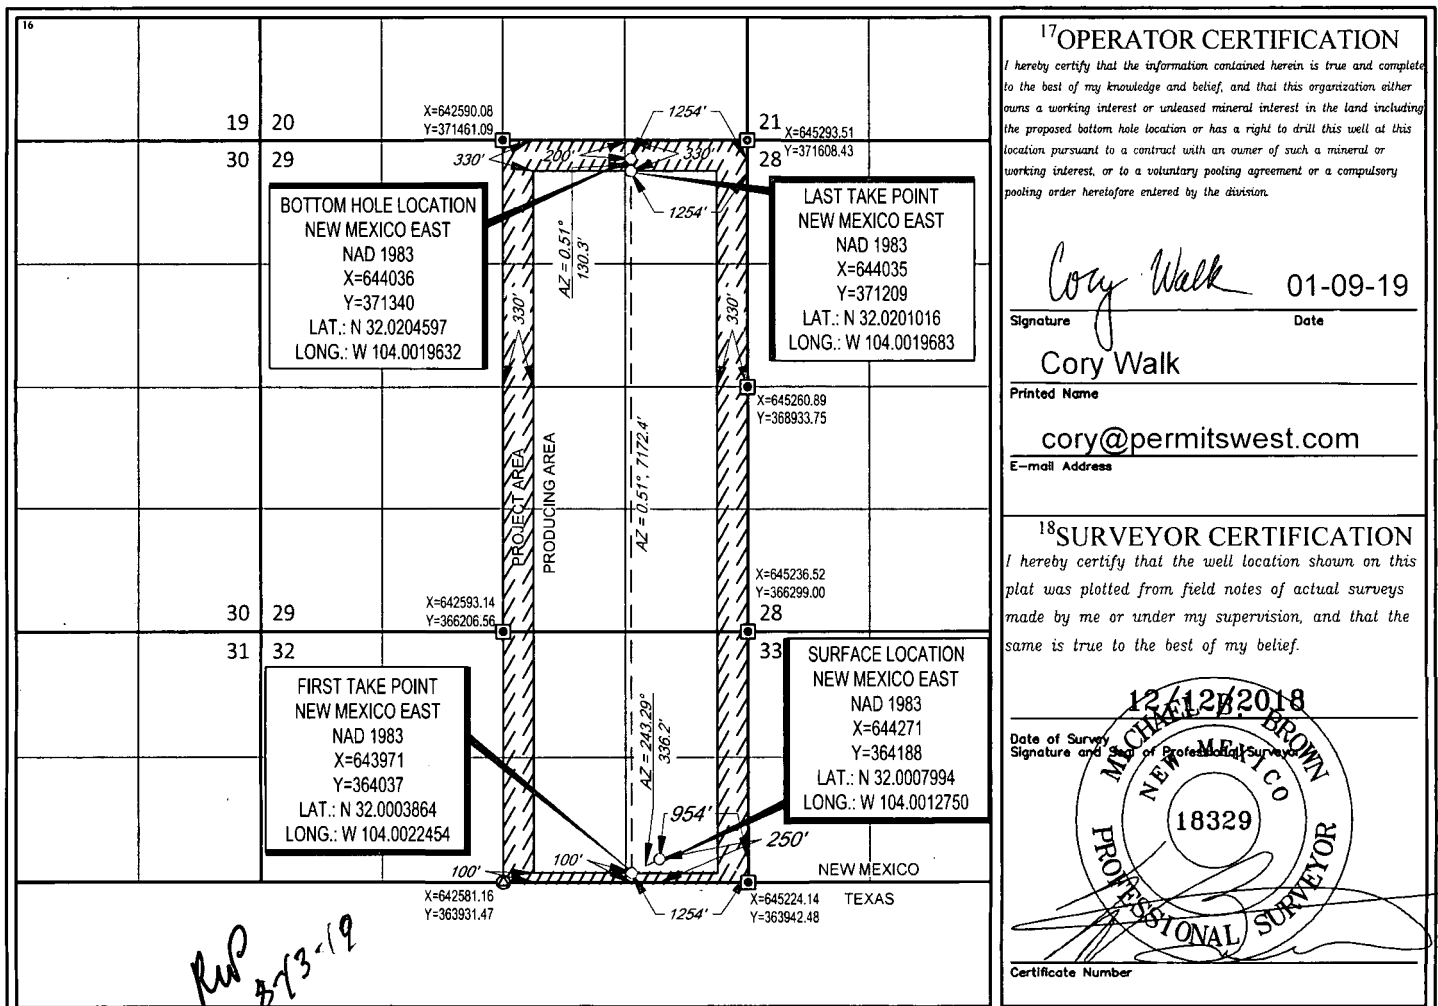 16
19 20
30 29
X=642590.08
Y=371461.09
1254'
21
X=645293.51
Y=371608.43
28
330'
200'
330'
BOTTOM HOLE LOCATION
NEW MEXICO EAST
NAD 1983
X=644036
Y=371340
LAT.: N 32.0204597
LONG.: W 104.0019632
AZ = 0.51°
130.3'
1254'
LAST TAKE POINT
NEW MEXICO EAST
NAD 1983
X=644035
Y=371209
LAT.: N 32.0201016
LONG.: W 104.0019683
330'
330'
X=645260.89
Y=368933.75
PROJECT AREA
PRODUCING AREA
AZ = 0.51°, 7172.4'
X=645236.52
Y=366299.00
30 29
31 32
X=642593.14
Y=366206.56
28
33
FIRST TAKE POINT
NEW MEXICO EAST
NAD 1983
X=643971
Y=364037
LAT.: N 32.0003864
LONG.: W 104.0022454
AZ = 243.29°
336.2'
SURFACE LOCATION
NEW MEXICO EAST
NAD 1983
X=644271
Y=364188
LAT.: N 32.0007994
LONG.: W 104.0012750
954'
250'
100'
100'
NEW MEXICO
TEXAS
X=642581.16
Y=363931.47
1254'
X=645224.14
Y=363942.48
17OPERATOR CERTIFICATION
I hereby certify that the information contained herein is true and complete
to the best of my knowledge and belief, and that this organization either
owns a working interest or unleased mineral interest in the land including
the proposed bottom hole location or has a right to drill this well at this
location pursuant to a contract with an owner of such a mineral or
working interest, or to a voluntary pooling agreement or a compulsory
pooling order heretofore entered by the division.
Cory Walk 01-09-19
Signature Date
Cory Walk
Printed Name
cory@permitswest.com
E-mail Address
18SURVEYOR CERTIFICATION
I hereby certify that the well location shown on this
plat was plotted from field notes of actual surveys
made by me or under my supervision, and that the
same is true to the best of my belief.
12/12/2018
Date of Survey
Signature and Seal of Professional Surveyor
MICHAEL B. BROWN
NEW MEXICO
18329
PROFESSIONAL SURVEYOR
Certificate Number